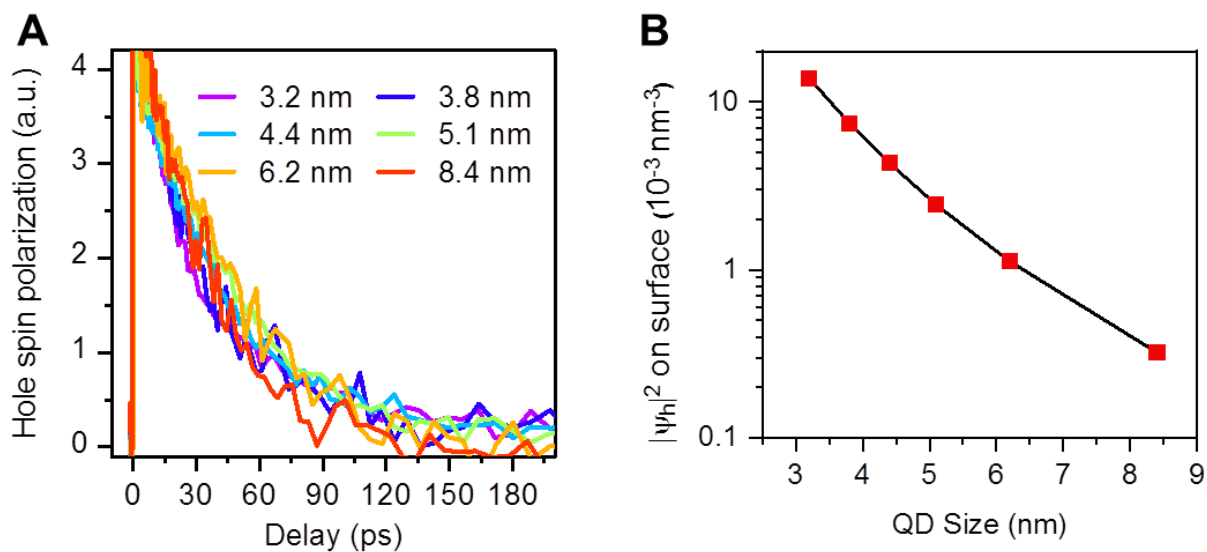 A
Hole spin polarization (a.u.)
4
3
2
1
0
3.2 nm
3.8 nm
4.4 nm
5.1 nm
6.2 nm
8.4 nm
0 30 60 90 120 150 180
Delay (ps)
B
|ψh|² on surface (10⁻³ nm⁻³)
10
1
0.1
3 4 5 6 7 8 9
QD Size (nm)